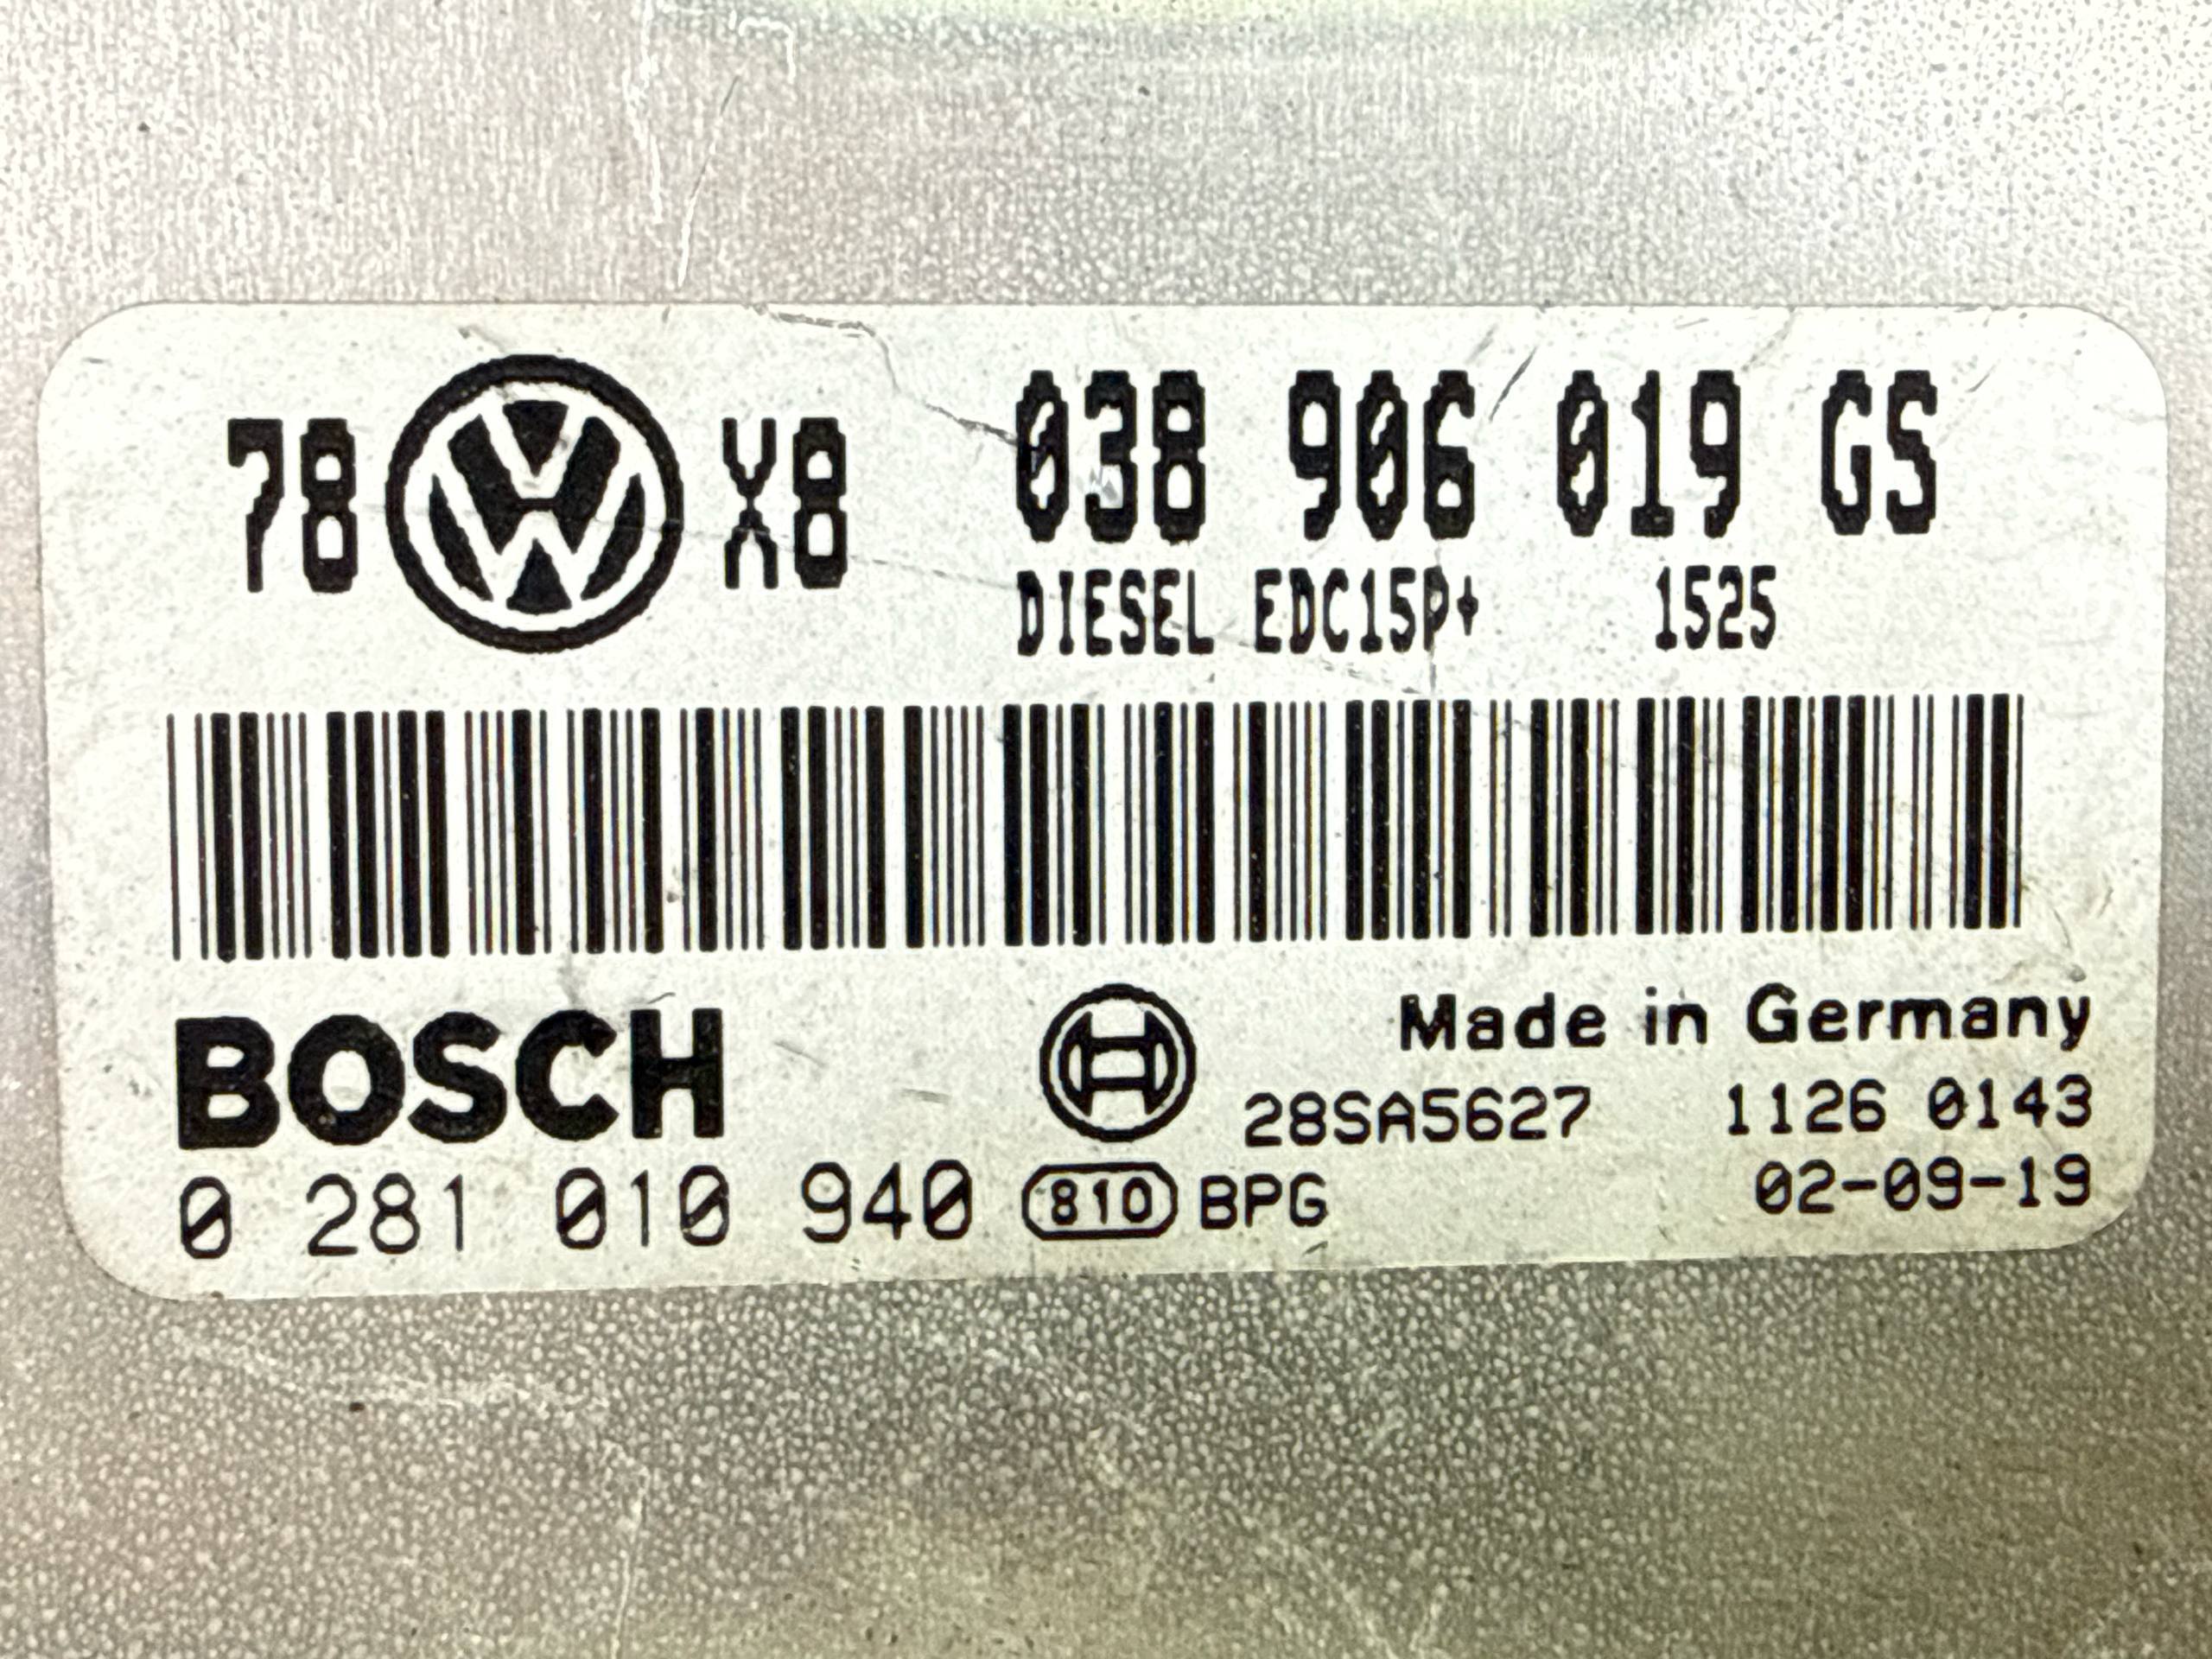 78 VW X8 038 906 019 GS
DIESEL EDC15P+ 1525
BOSCH
Made in Germany
28SA5627 1126 0143
0 281 010 940 810 BPG 02-09-19